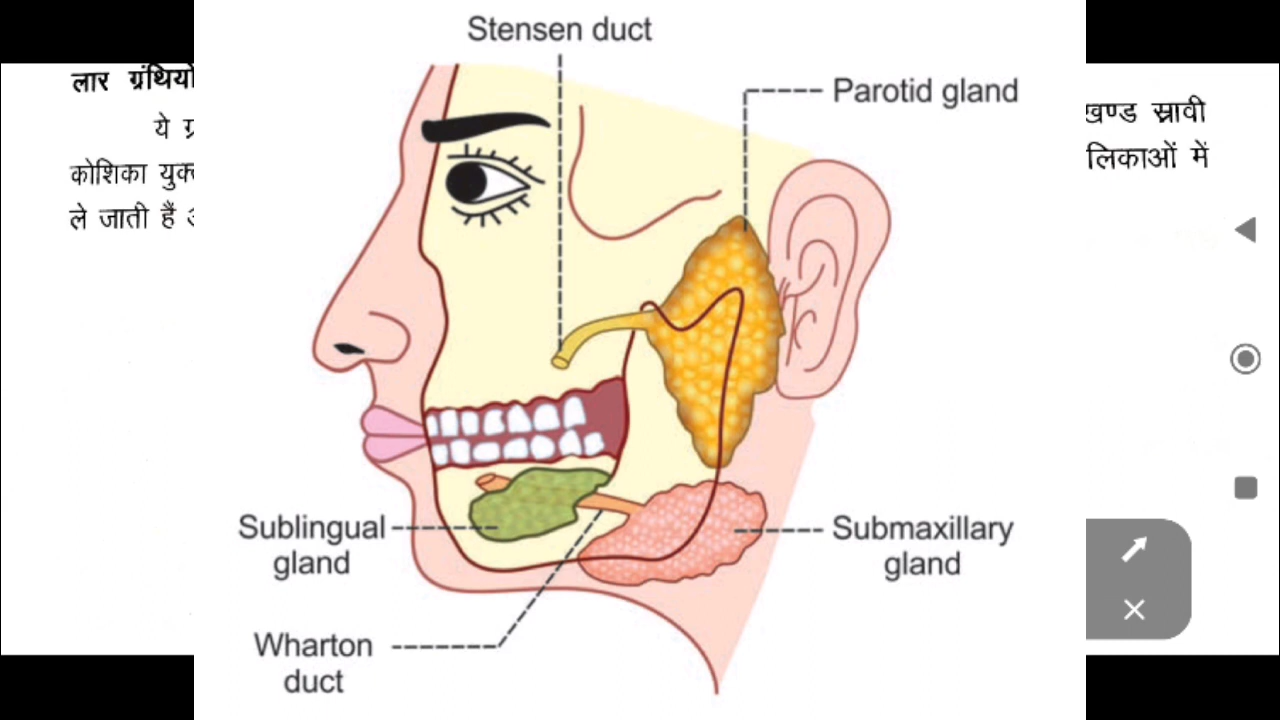 Stensen duct
Parotid gland
लार ग्रंथियों
ये
कोशिका
ले जाती हैं
खण्ड स्रावी
में
Sublingual
gland
Submaxillary
gland
Wharton
duct